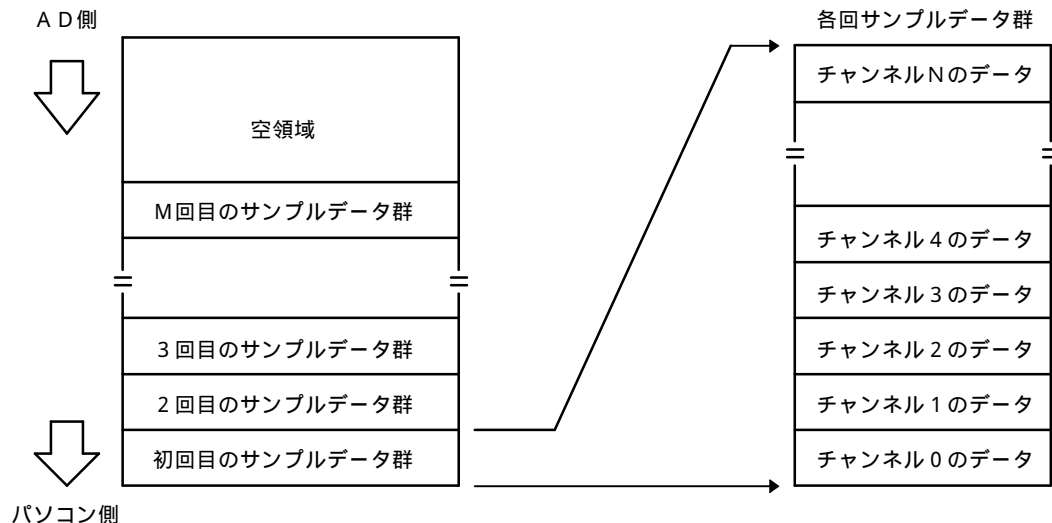 ＡＤ側
空領域
Ｍ回目のサンプルデータ群
３回目のサンプルデータ群
２回目のサンプルデータ群
初回目のサンプルデータ群
パソコン側
各回サンプルデータ群
チャンネルＮのデータ
チャンネル４のデータ
チャンネル３のデータ
チャンネル２のデータ
チャンネル１のデータ
チャンネル０のデータ